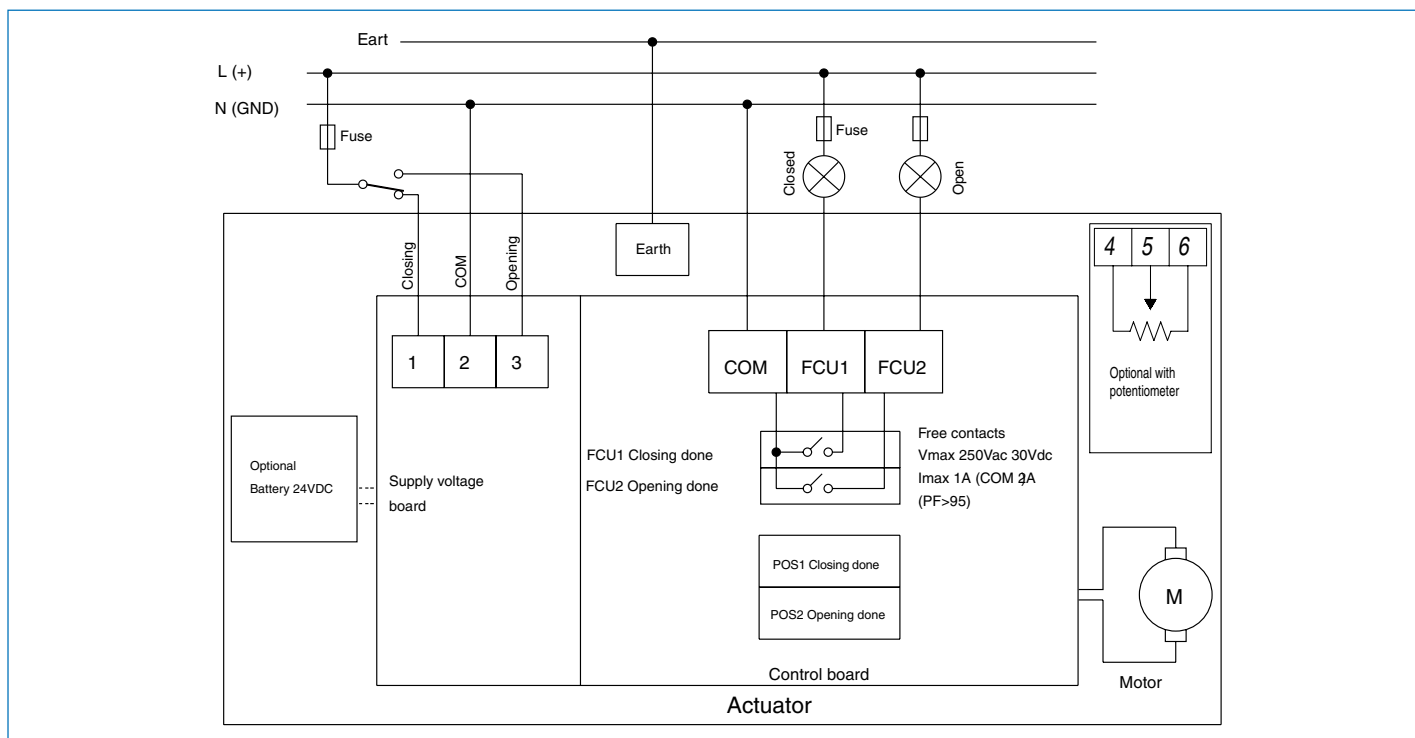 Eart
L (+)
N (GND)
Fuse
Fuse
Closed
Open
Closing
COM
Opening
Earth
4 5 6
Optional with
potentiometer
1 2 3
COM FCU1 FCU2
FCU1 Closing done
FCU2 Opening done
Free contacts
Vmax 250Vac 30Vdc
Imax 1A (COM 2A)
(PF>95)
Optional
Battery 24VDC
Supply voltage
board
POS1 Closing done
POS2 Opening done
M
Control board
Motor
Actuator